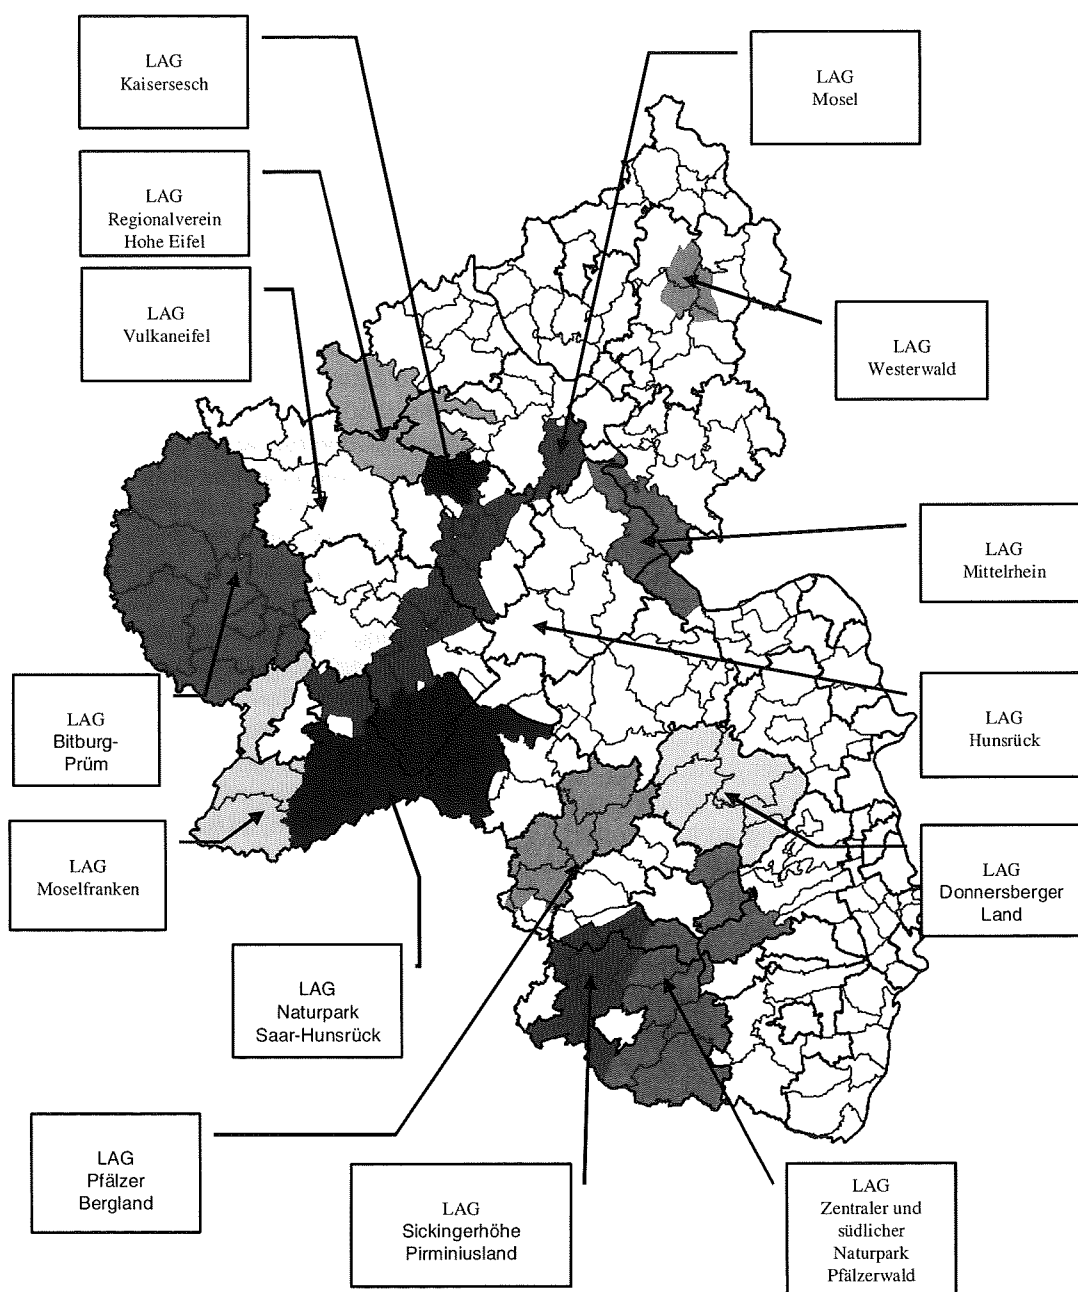 LAG
Kaisersesch
LAG
Mosel
LAG
Regionalverein
Hohe Eifel
LAG
Vulkaneifel
LAG
Westerwald
LAG
Mittelrhein
LAG
Bitburg-
Prüm
LAG
Hunsrück
LAG
Moselfranken
LAG
Donnersberger
Land
LAG
Naturpark
Saar-Hunsrück
LAG
Pfälzer
Bergland
LAG
Sickingerhöhe
Pirminiusland
LAG
Zentraler und
südlicher
Naturpark
Pfälzerwald